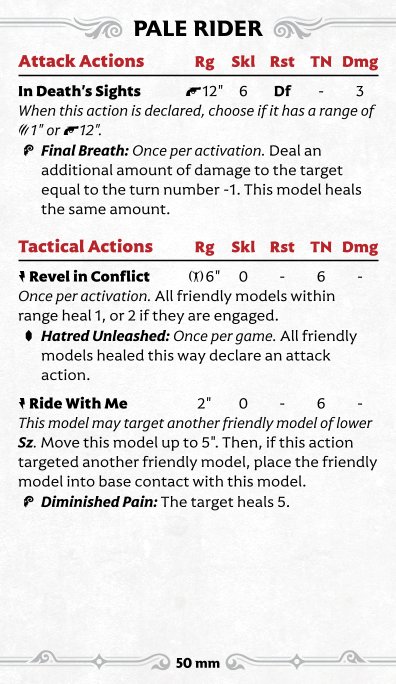 PALE RIDER
Attack Actions Rg Skl Rst TN Dmg
In Death's Sights 12" 6 Df - 3
When this action is declared, choose if it has a range of
1" or 12".
Final Breath: Once per activation. Deal an
additional amount of damage to the target
equal to the turn number -1. This model heals
the same amount.
Tactical Actions Rg Skl Rst TN Dmg
Revel in Conflict 6" 0 - 6 -
Once per activation. All friendly models within
range heal 1, or 2 if they are engaged.
Hatred Unleashed: Once per game. All friendly
models healed this way declare an attack
action.
Ride With Me 2" 0 - 6 -
This model may target another friendly model of lower
Sz. Move this model up to 5". Then, if this action
targeted another friendly model, place the friendly
model into base contact with this model.
Diminished Pain: The target heals 5.
50 mm